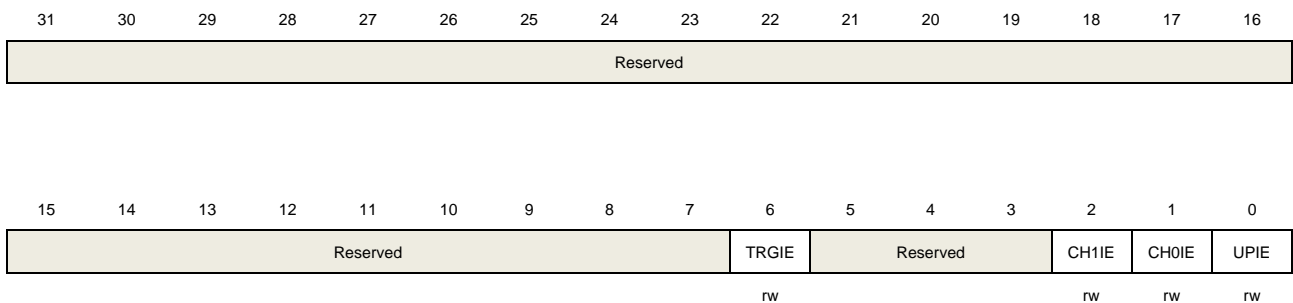 31 30 29 28 27 26 25 24 23 22 21 20 19 18 17 16
Reserved
15 14 13 12 11 10 9 8 7 6 5 4 3 2 1 0
Reserved TRGIE Reserved CH1IE CH0IE UPIE
rw rw rw rw